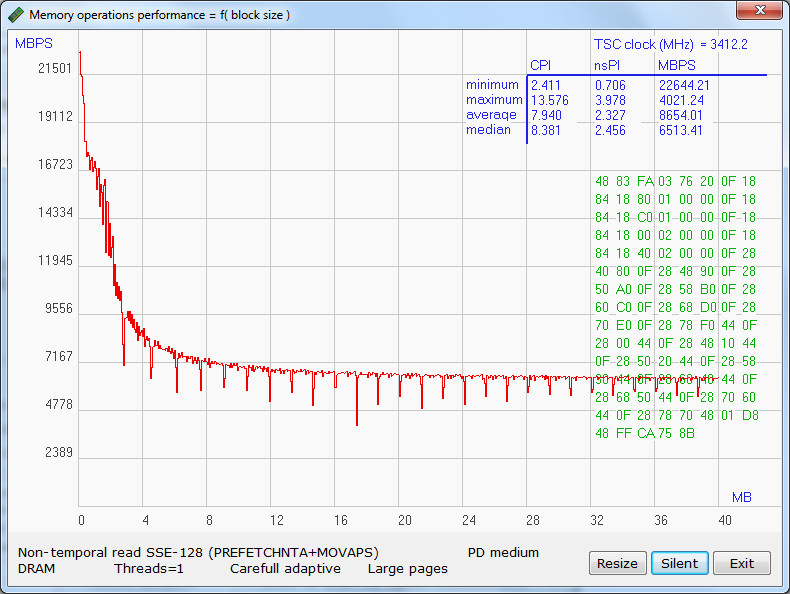 Memory operations performance = f( block size )
MBPS
TSC clock (MHz) = 3412.2
CPI nsPI MBPS
minimum 2.411 0.706 22644.21
maximum 13.576 3.978 4021.24
average 7.940 2.327 8654.01
median 8.381 2.456 6513.41
21501
19112
16723
14334
11945
9556
7167
4778
2389
48 83 FA 03 76 20 0F 18
84 18 80 01 00 00 0F 18
84 18 C0 01 00 00 0F 18
84 18 00 02 00 00 0F 18
84 18 40 02 00 00 0F 28
40 80 0F 28 48 90 0F 28
50 A0 0F 28 58 B0 0F 28
60 C0 0F 28 68 D0 0F 28
70 E0 0F 28 78 F0 44 0F
28 00 44 0F 28 48 10 44
0F 28 50 20 44 0F 28 58
44 0F
28 68 50 44 0F 28 70 60
44 0F 28 78 70 48 01 D8
48 FF CA 75 8B
MB
0 4 8 12 16 20 24 28 32 36 40
Non-temporal read SSE-128 (PREFETCHNTA+MOVAPS) PD medium
DRAM Threads=1 Carefull adaptive Large pages
Resize Silent Exit